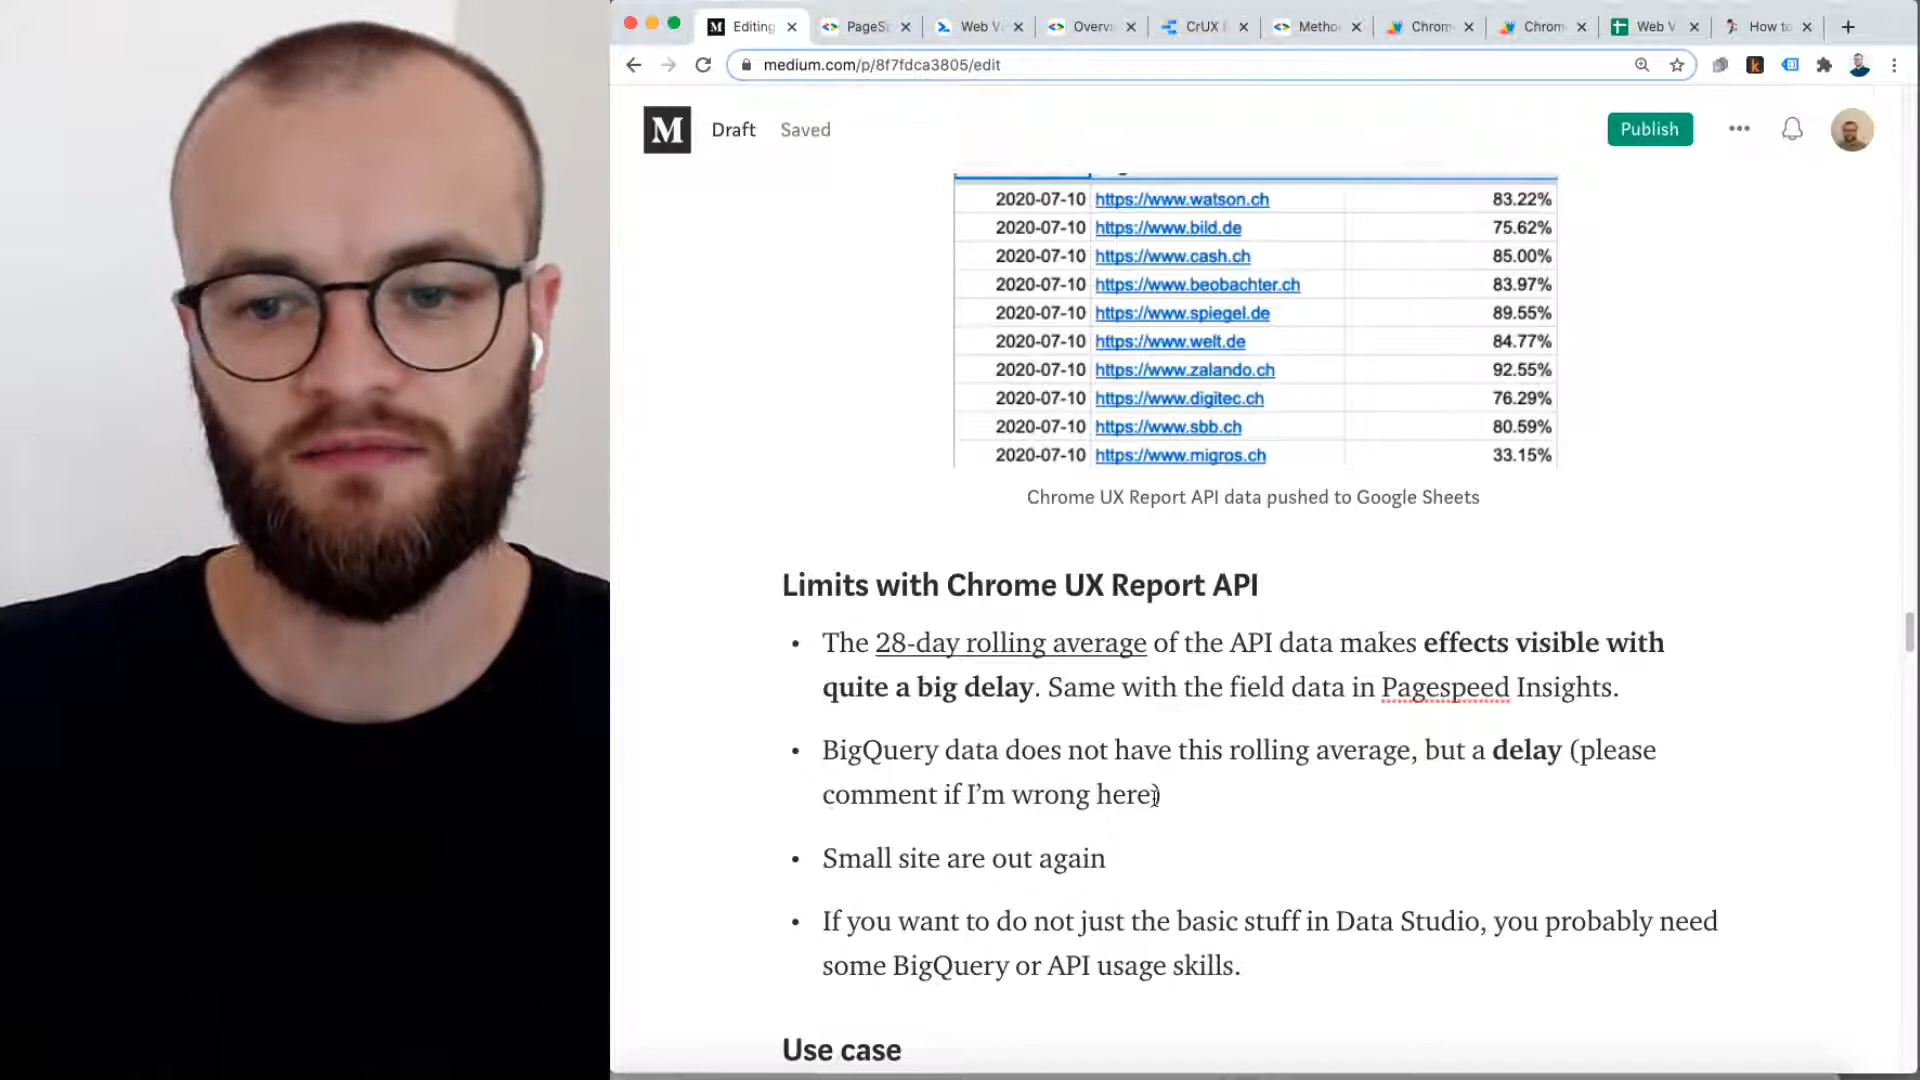 Editing
PageSp
Web V
Overv
CrUX
Metho
Chrom
Chrom
Web V
How to
medium.com/p/8f7fdca3805/edit
M
Draft
Saved
Publish
2020-07-10 https://www.watson.ch 83.22%
2020-07-10 https://www.bild.de 75.62%
2020-07-10 https://www.cash.ch 85.00%
2020-07-10 https://www.beobachter.ch 83.97%
2020-07-10 https://www.spiegel.de 89.55%
2020-07-10 https://www.welt.de 84.77%
2020-07-10 https://www.zalando.ch 92.55%
2020-07-10 https://www.digitec.ch 76.29%
2020-07-10 https://www.sbb.ch 80.59%
2020-07-10 https://www.migros.ch 33.15%
Chrome UX Report API data pushed to Google Sheets
Limits with Chrome UX Report API
• The 28-day rolling average of the API data makes effects visible with
quite a big delay. Same with the field data in Pagespeed Insights.
• BigQuery data does not have this rolling average, but a delay (please
comment if I’m wrong here)
• Small site are out again
• If you want to do not just the basic stuff in Data Studio, you probably need
some BigQuery or API usage skills.
Use case